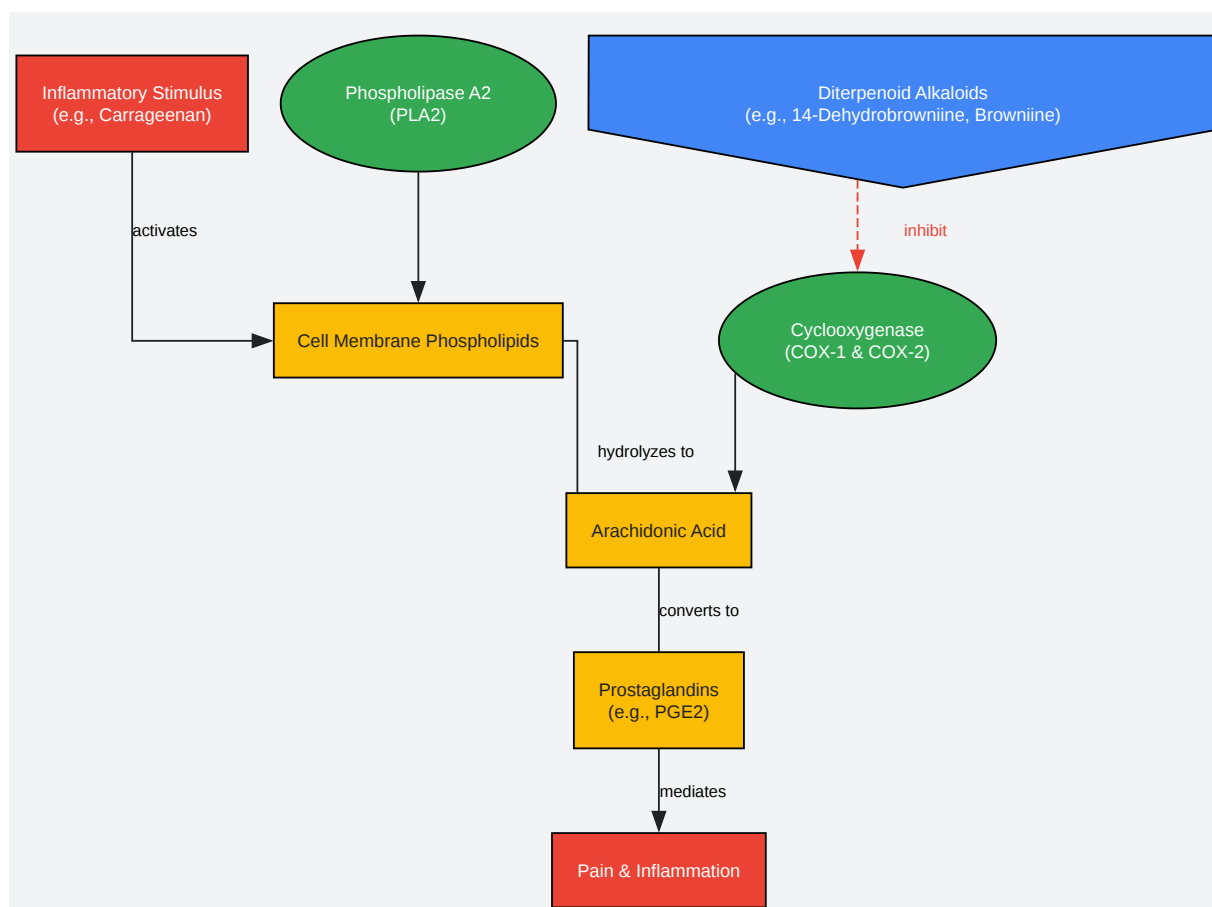 Inflammatory Stimulus
(e.g., Carrageenan)
Phospholipase A2
(PLA2)
Diterpenoid Alkaloids
(e.g., 14-Dehydrobrowniine, Browniine)
activates
inhibit
Cell Membrane Phospholipids
Cyclooxygenase
(COX-1 & COX-2)
hydrolyzes to
Arachidonic Acid
converts to
Prostaglandins
(e.g., PGE2)
mediates
Pain & Inflammation